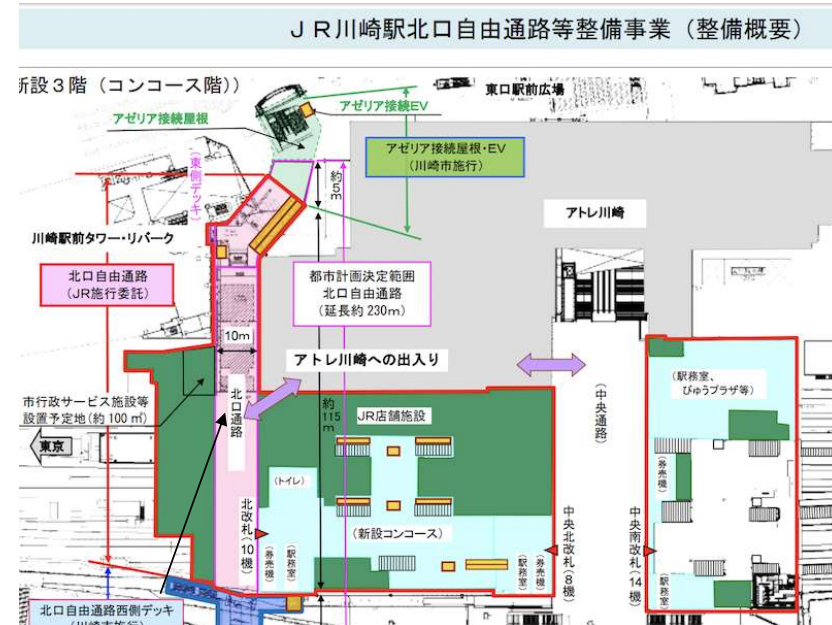 JR川崎駅北口自由通路等整備事業（整備概要）
新設3階（コンコース階））
東口駅前広場
アゼリア接続屋根
アゼリア接続EV
アゼリア接続屋根・EV
（川崎市施行）
（東側デッキ）
約5m
アトレ川崎
川崎駅前タワー・リバーク
北口自由通路
（JR施行委託）
都市計画決定範囲
北口自由通路
（延長約230m）
10m
アトレ川崎への出入り
（駅務室、
びゅうプラザ等）
市行政サービス施設等
設置予定地（約100㎡）
北口通路
約115m
JR店舗施設
（中央通路）
東京
（トイレ）
（券売機）
北改札（10機）
（新設コンコース）
（券売機）
（駅務室）
（駅務室）
（券売機）
中央北改札（8機）
中央南改札（14機）
（駅務室）
北口自由通路西側デッキ
（川崎市施行）